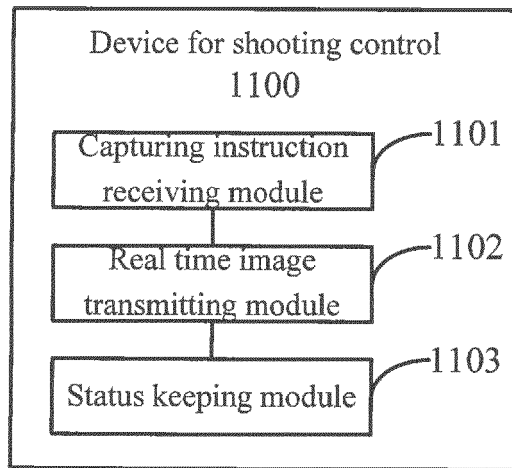 Device for shooting control
1100
Capturing instruction
receiving module
1101
Real time image
transmitting module
1102
Status keeping module
1103